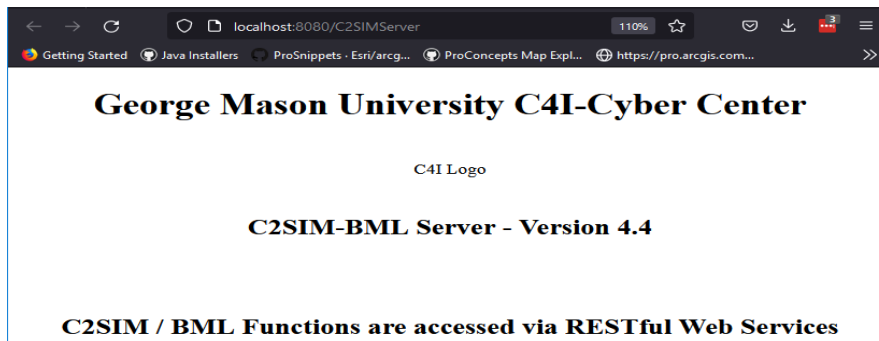 localhost:8080/C2SIMServer
110%
3
Getting Started
Java Installers
ProSnippets · Esri/arcg...
ProConcepts Map Expl...
https://pro.arcgis.com...
George Mason University C4I-Cyber Center
C4I Logo
C2SIM-BML Server - Version 4.4
C2SIM / BML Functions are accessed via RESTful Web Services